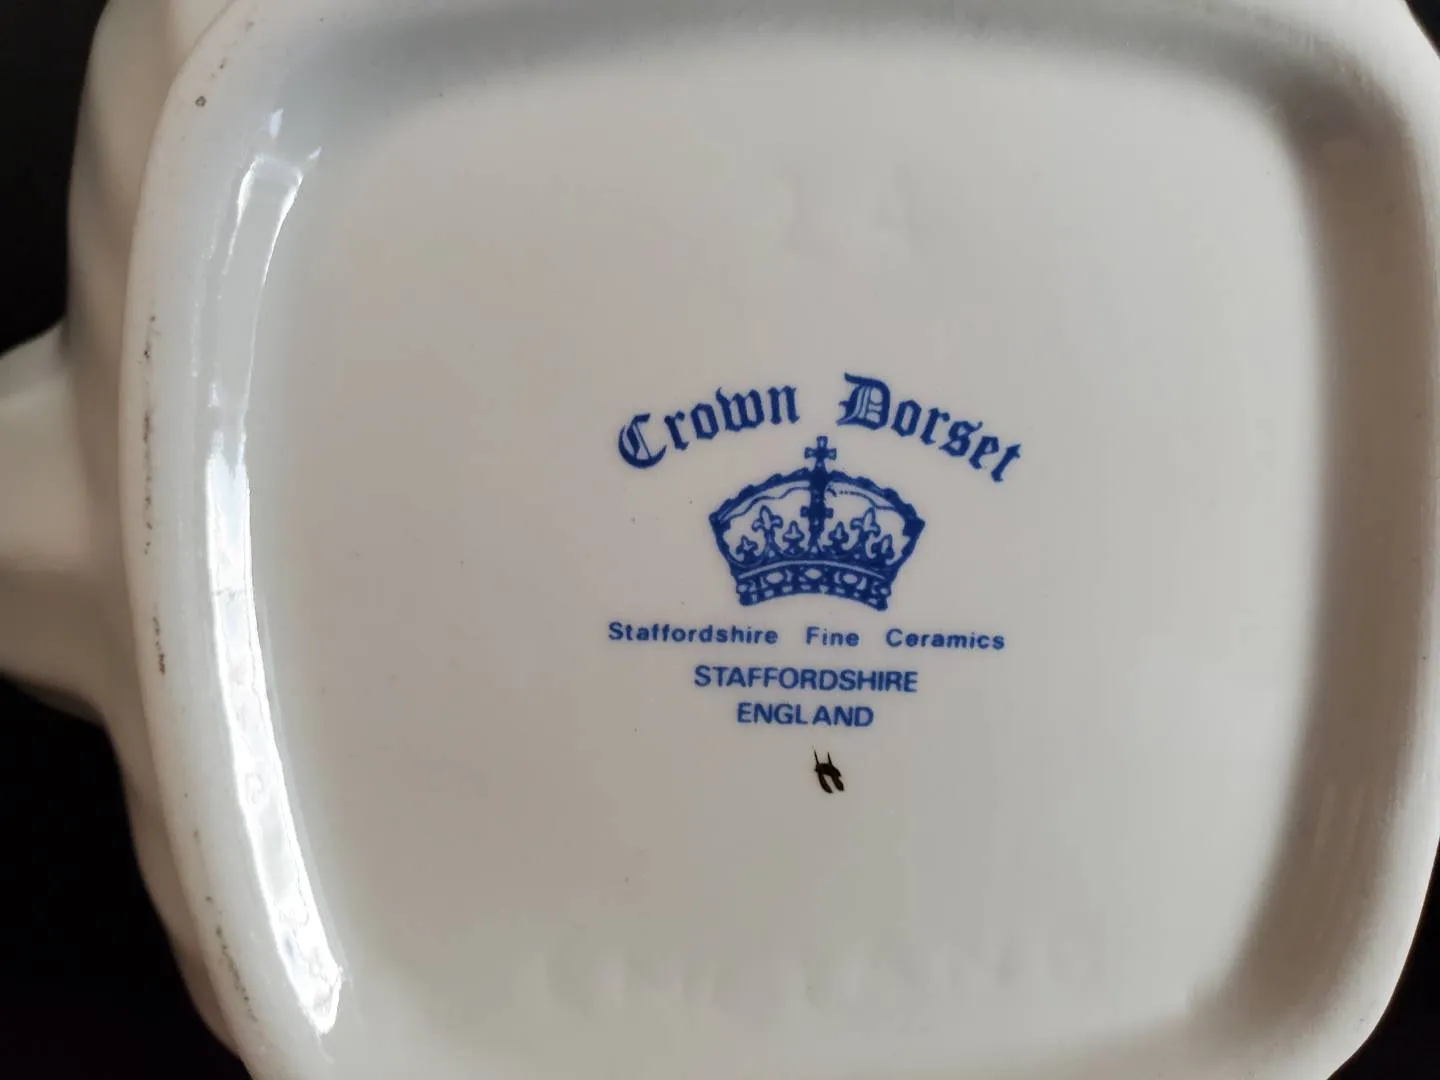 Crown Dorset
Staffordshire Fine Ceramics
STAFFORDSHIRE
ENGLAND